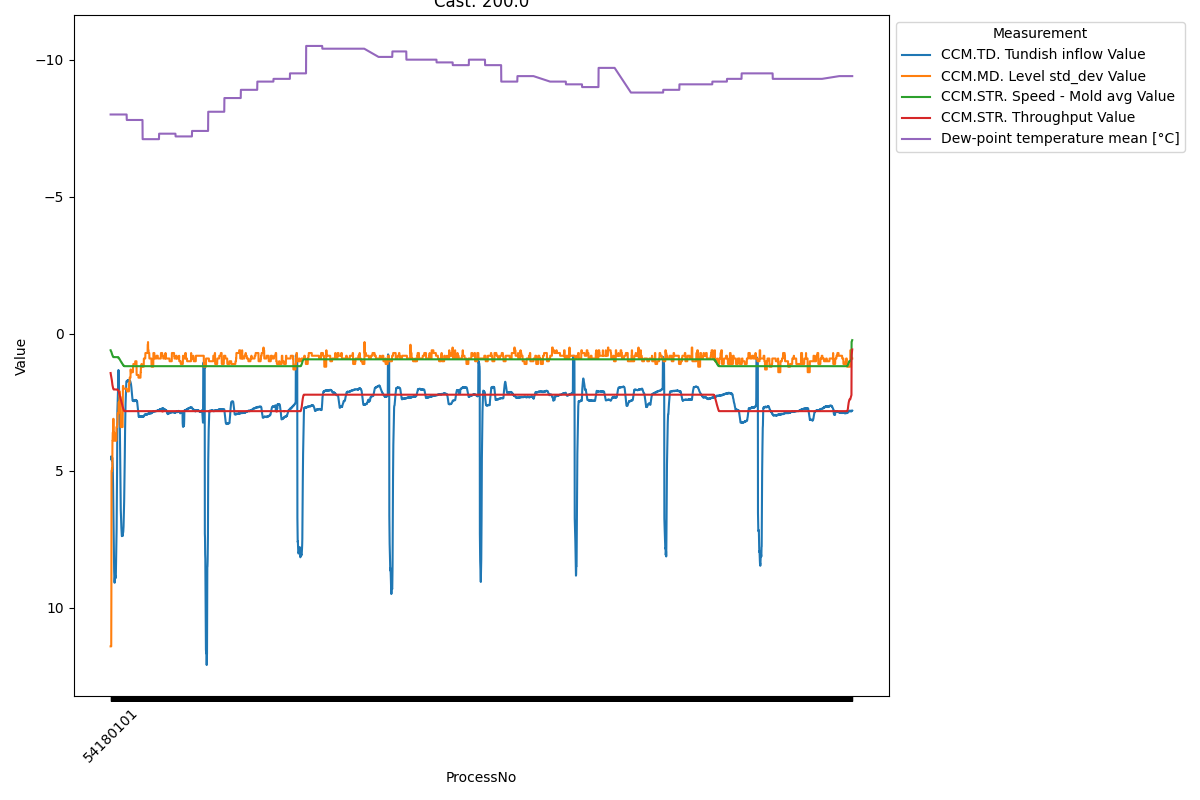 Cast: 200.0
Measurement
CCM.TD. Tundish inflow Value
CCM.MD. Level std_dev Value
CCM.STR. Speed - Mold avg Value
CCM.STR. Throughput Value
Dew-point temperature mean [°C]
−10
−5
0
5
10
Value
54180101
ProcessNo